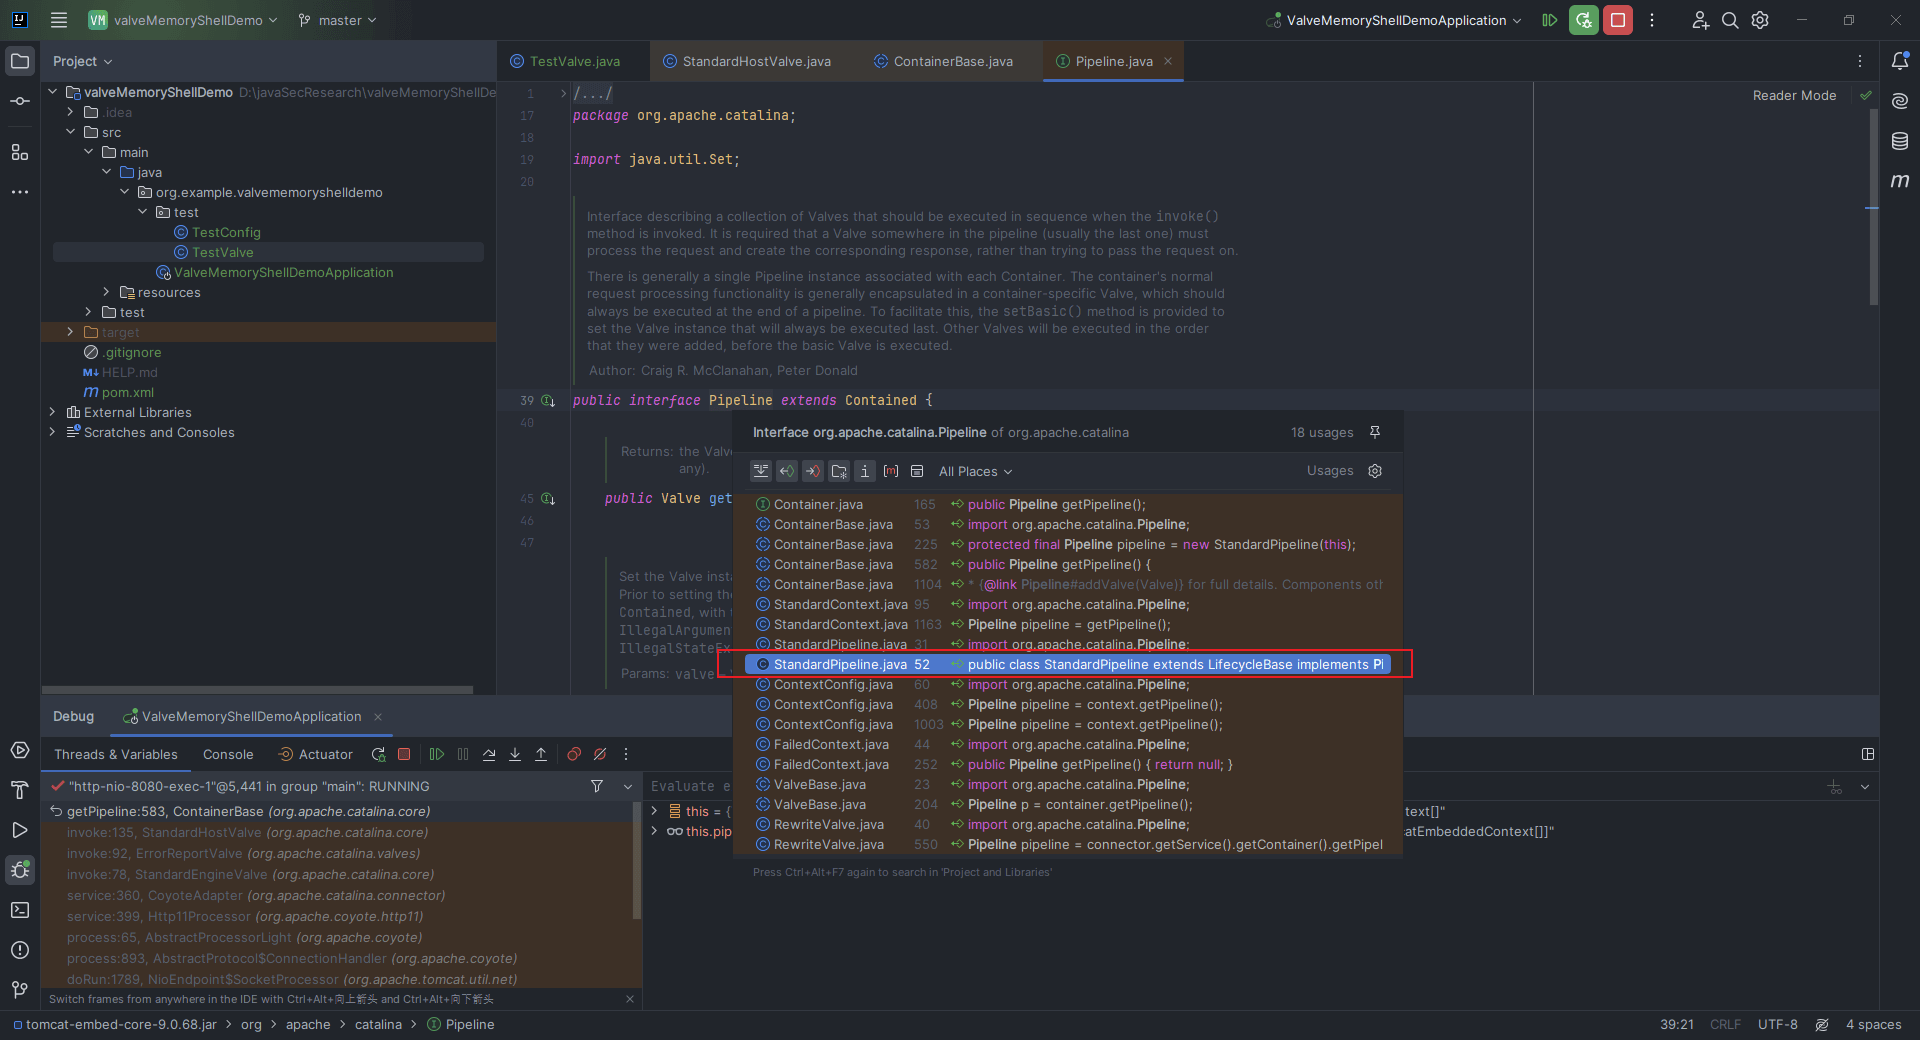 VM valveMemoryShellDemo master ValveMemoryShellDemoApplication
Project
TestValve.java StandardHostValve.java ContainerBase.java Pipeline.java
valveMemoryShellDemo D:\javaSecResearch\valveMemoryShellDe
.idea
src
main
java
org.example.valvememoryshelldemo
test
TestConfig
TestValve
ValveMemoryShellDemoApplication
resources
test
target
.gitignore
HELP.md
pom.xml
External Libraries
Scratches and Consoles
Reader Mode
1 /.../
17 package org.apache.catalina;
18
19 import java.util.Set;
20
Interface describing a collection of Valves that should be executed in sequence when the invoke()
method is invoked. It is required that a Valve somewhere in the pipeline (usually the last one) must
process the request and create the corresponding response, rather than trying to pass the request on.
There is generally a single Pipeline instance associated with each Container. The container's normal
request processing functionality is generally encapsulated in a container-specific Valve, which should
always be executed at the end of a pipeline. To facilitate this, the setBasic() method is provided to
set the Valve instance that will always be executed last. Other Valves will be executed in the order
that they were added, before the basic Valve is executed.
Author: Craig R. McClanahan, Peter Donald
39 public interface Pipeline extends Contained {
40
Returns: the Valv
any).
45 public Valve get
46
47
Set the Valve inst
Prior to setting the
Contained, with
IllegalArgumen
IllegalStateEx
Params: valve –
Interface org.apache.catalina.Pipeline of org.apache.catalina 18 usages
All Places Usages
Container.java 165 public Pipeline getPipeline();
ContainerBase.java 53 import org.apache.catalina.Pipeline;
ContainerBase.java 225 protected final Pipeline pipeline = new StandardPipeline(this);
ContainerBase.java 582 public Pipeline getPipeline() {
ContainerBase.java 1104 * {@link Pipeline#addValve(Valve)} for full details. Components oth
StandardContext.java 95 import org.apache.catalina.Pipeline;
StandardContext.java 1163 Pipeline pipeline = getPipeline();
StandardPipeline.java 31 import org.apache.catalina.Pipeline;
StandardPipeline.java 52 public class StandardPipeline extends LifecycleBase implements Pi
ContextConfig.java 60 import org.apache.catalina.Pipeline;
ContextConfig.java 408 Pipeline pipeline = context.getPipeline();
ContextConfig.java 1003 Pipeline pipeline = context.getPipeline();
FailedContext.java 44 import org.apache.catalina.Pipeline;
FailedContext.java 252 public Pipeline getPipeline() { return null; }
ValveBase.java 23 import org.apache.catalina.Pipeline;
ValveBase.java 204 Pipeline p = container.getPipeline();
RewriteValve.java 40 import org.apache.catalina.Pipeline;
RewriteValve.java 550 Pipeline pipeline = connector.getService().getContainer().getPipel
Press Ctrl+Alt+F7 again to search in 'Project and Libraries'
Debug ValveMemoryShellDemoApplication
Threads & Variables Console Actuator
"http-nio-8080-exec-1"@5,441 in group "main": RUNNING
getPipeline:583, ContainerBase (org.apache.catalina.core)
invoke:135, StandardHostValve (org.apache.catalina.core)
invoke:92, ErrorReportValve (org.apache.catalina.valves)
invoke:78, StandardEngineValve (org.apache.catalina.core)
service:360, CoyoteAdapter (org.apache.catalina.connector)
service:399, Http11Processor (org.apache.coyote.http11)
process:65, AbstractProcessorLight (org.apache.coyote)
process:893, AbstractProtocol$ConnectionHandler (org.apache.coyote)
doRun:1789, NioEndpoint$SocketProcessor (org.apache.tomcat.util.net)
Switch frames from anywhere in the IDE with Ctrl+Alt+向上箭头 and Ctrl+Alt+向下箭头
Evaluate e
this = { text[]"
this.pip catEmbeddedContext[]]"
tomcat-embed-core-9.0.68.jar > org > apache > catalina > Pipeline
39:21 CRLF UTF-8 4 spaces